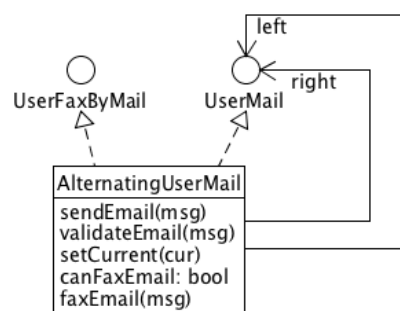 left
UserFaxByMail
UserMail
right
AlternatingUserMail
sendEmail(msg)
validateEmail(msg)
setCurrent(cur)
canFaxEmail: bool
faxEmail(msg)